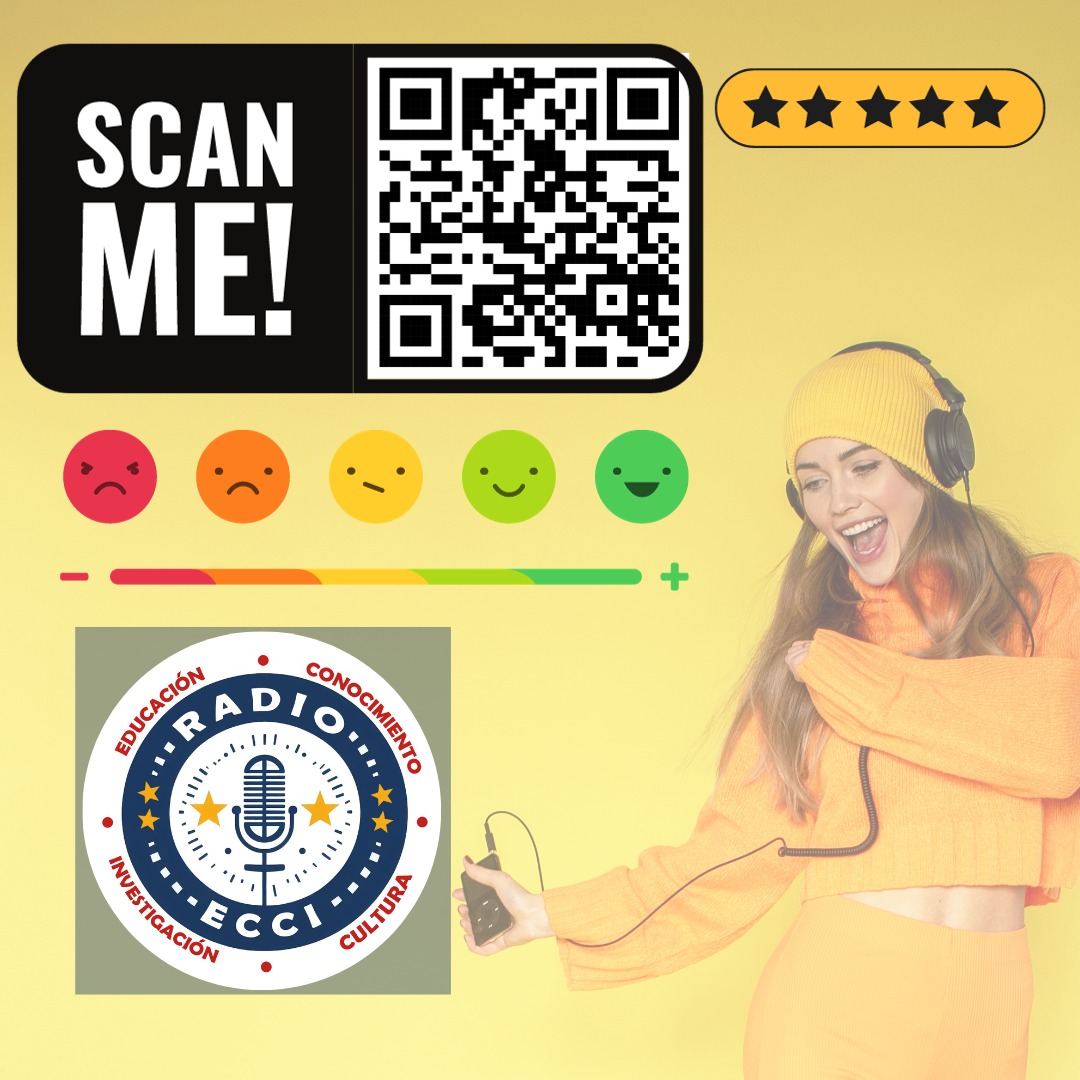 SCAN
ME!
EDUCACIÓN
CONOCIMIENTO
RADIO
ECCI
INVESTIGACIÓN
CULTURA